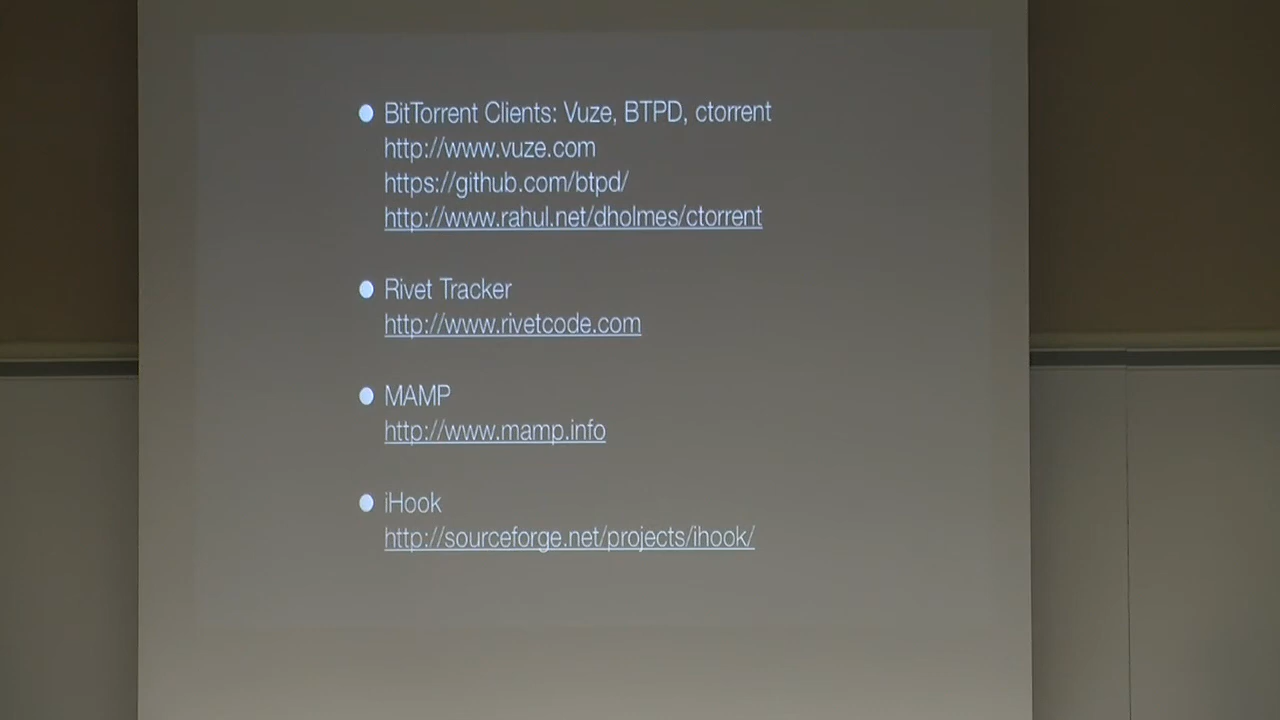 ● BitTorrent Clients: Vuze, BTPD, ctorrent
http://www.vuze.com
https://github.com/btpd/
http://www.rahul.net/dholmes/ctorrent
● Rivet Tracker
http://www.rivetcode.com
● MAMP
http://www.mamp.info
● iHook
http://sourceforge.net/projects/ihook/